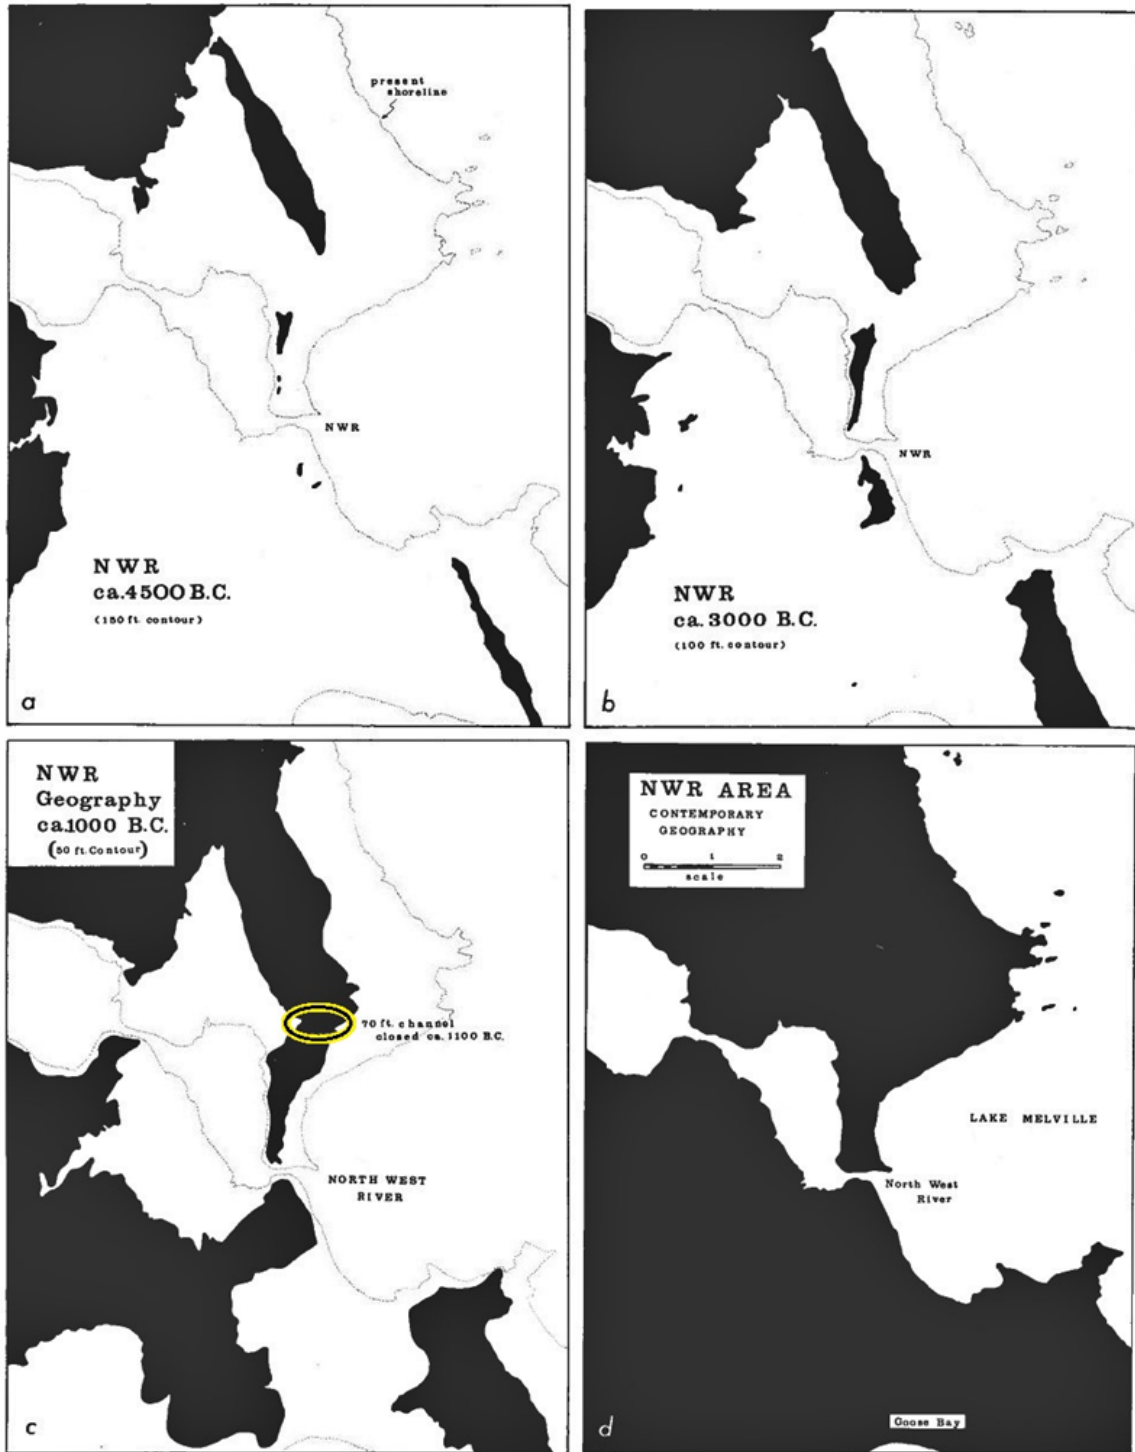 present
shoreline
NWR
NWR
ca.4500 B.C.
(150 ft. contour)
a
NWR
NWR
ca. 3000 B.C.
(100 ft. contour)
b
NWR
Geography
ca.1000 B.C.
(50 ft. Contour)
70 ft. channel
closed ca. 1100 B.C.
NORTH WEST
RIVER
c
NWR AREA
CONTEMPORARY
GEOGRAPHY
0 1 2
scale
LAKE MELVILLE
North West
River
Goose Bay
d